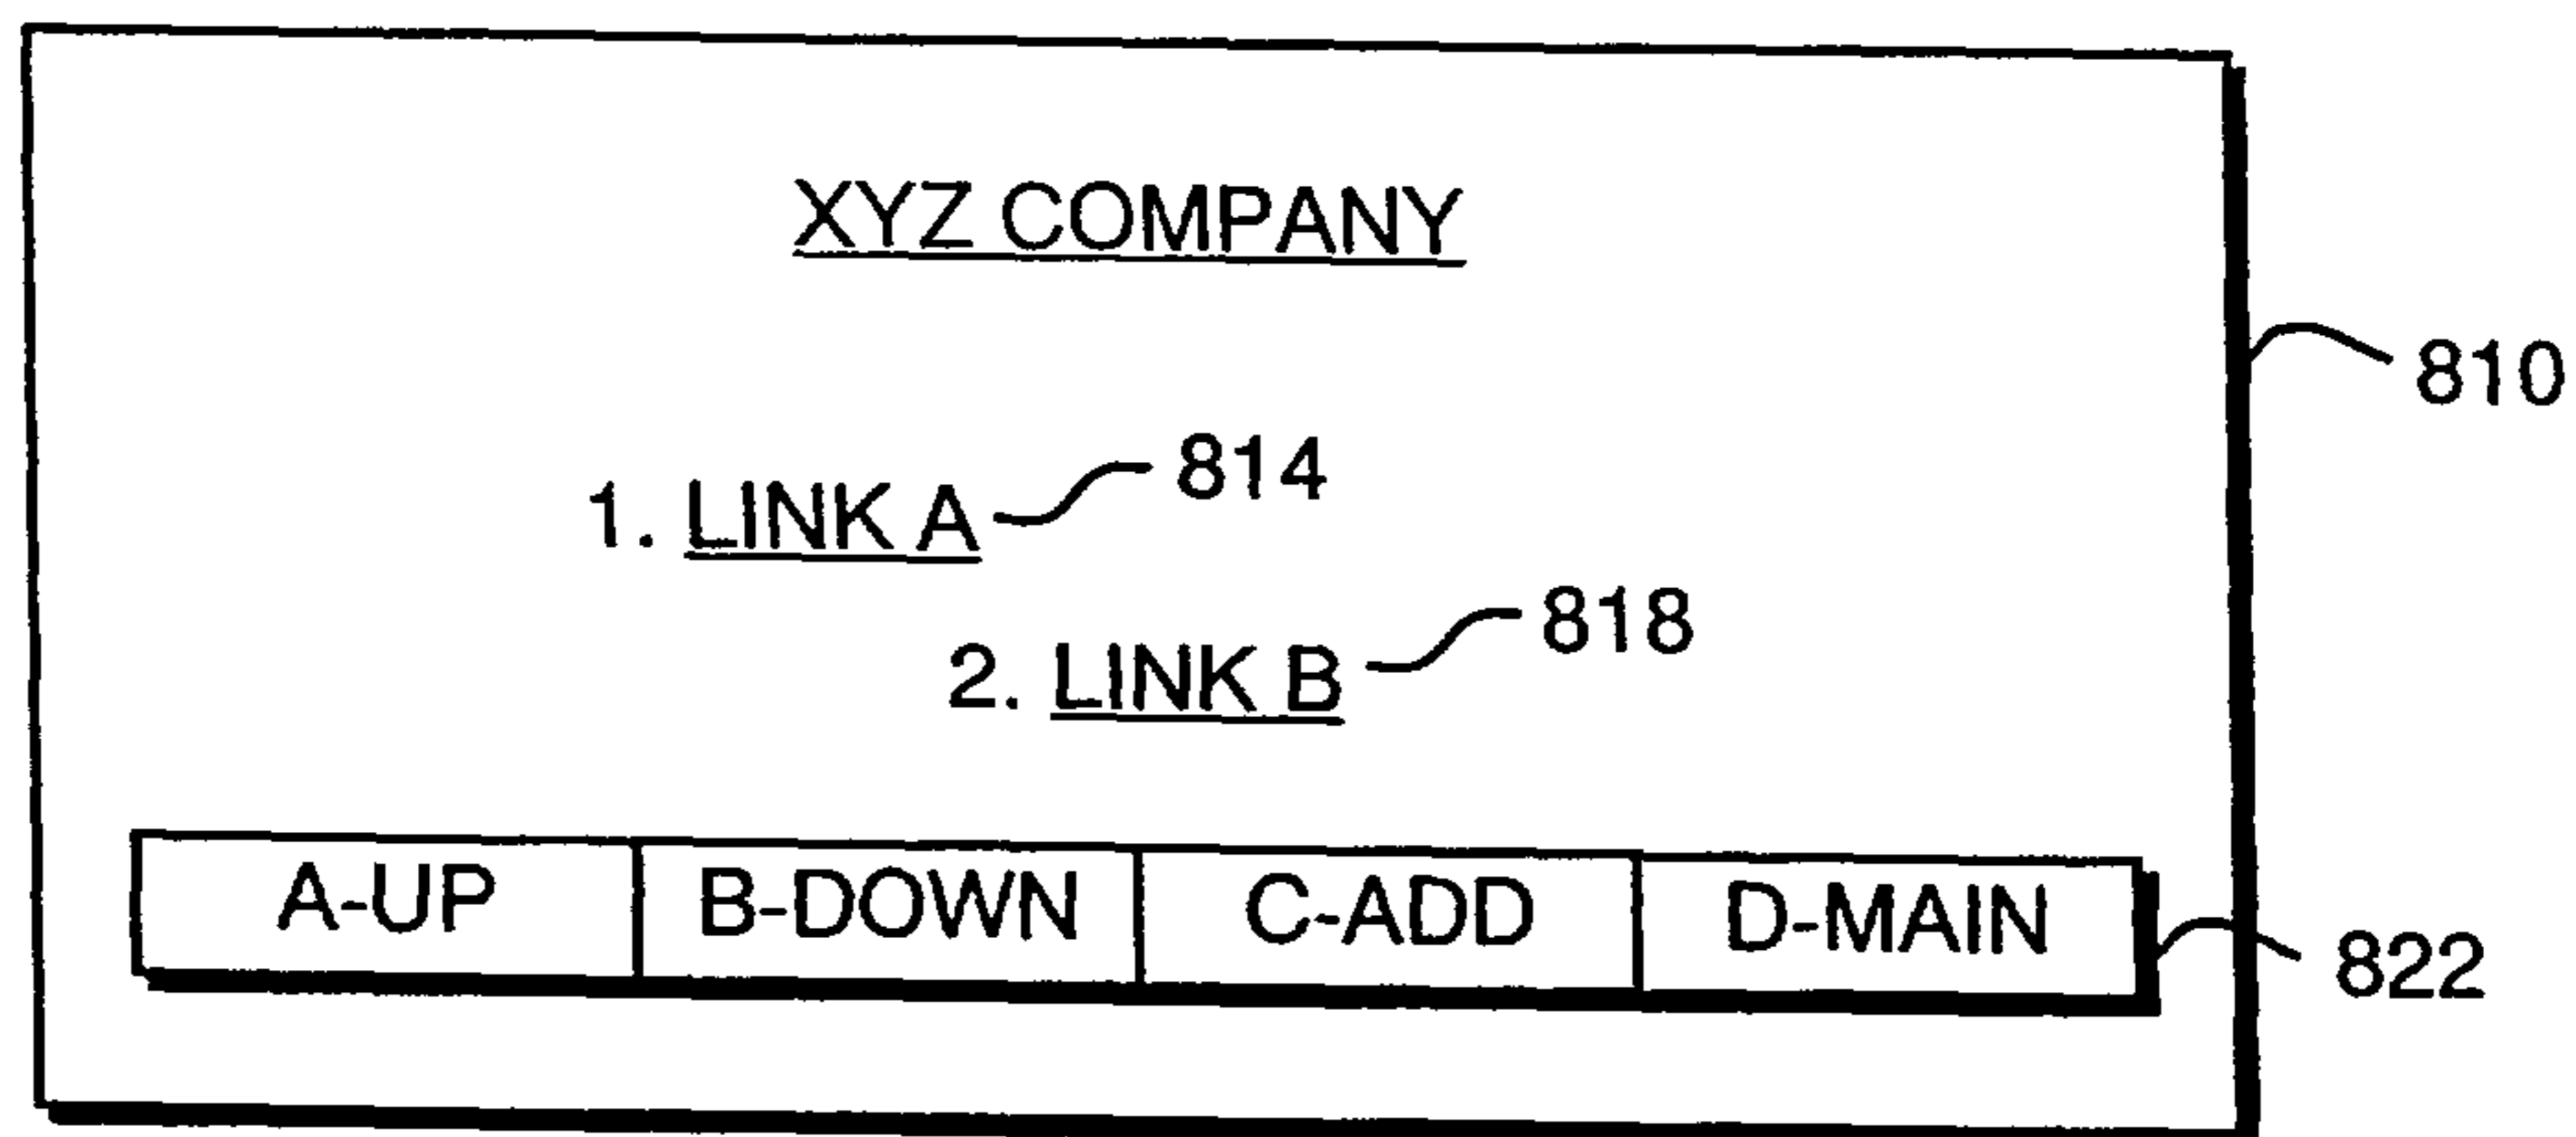 XYZ COMPANY
810
1. LINK A 814
2. LINK B 818
A-UP B-DOWN C-ADD D-MAIN
822